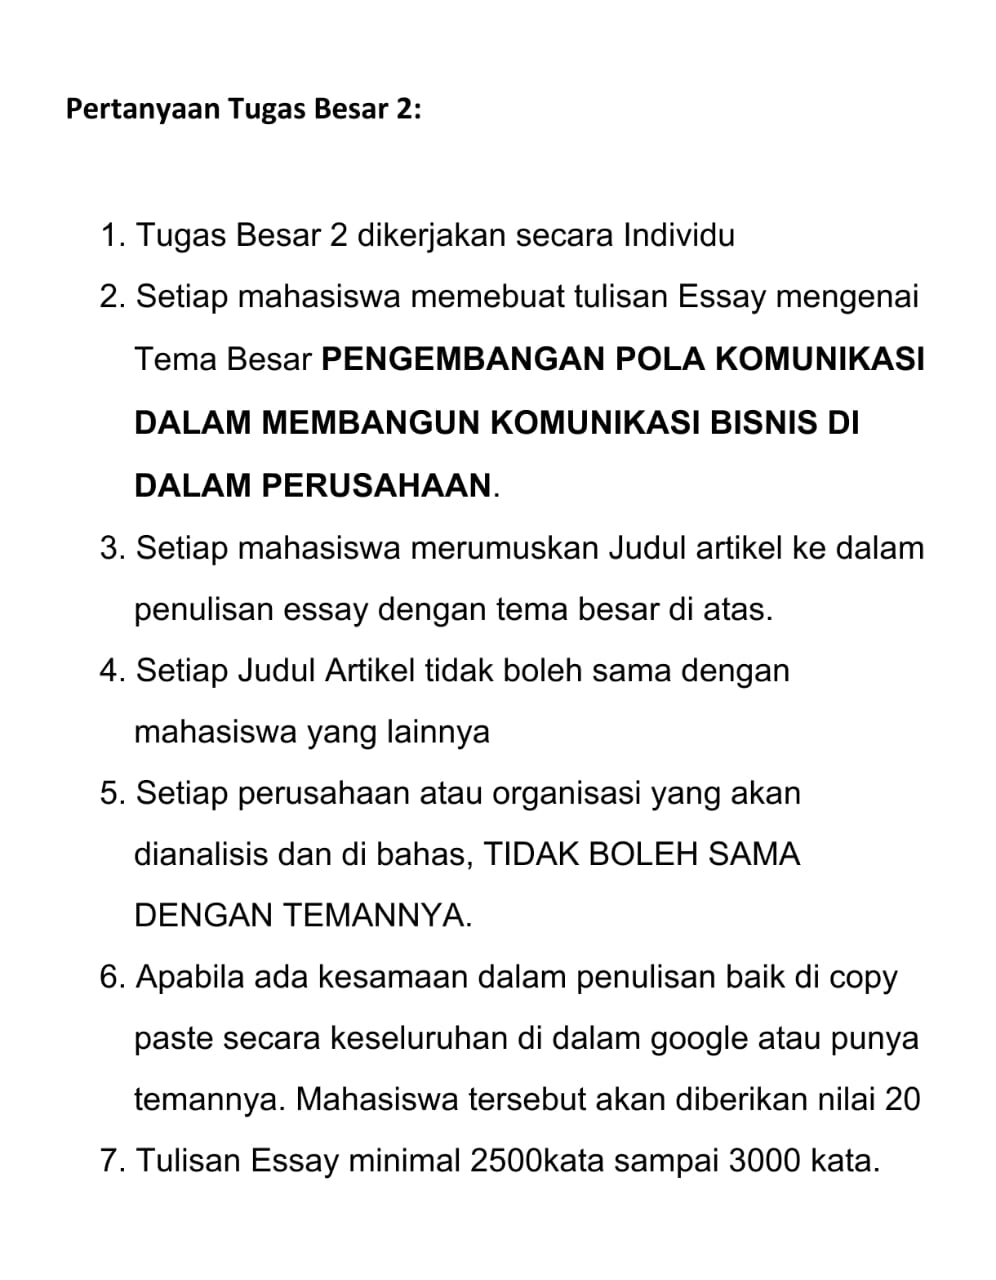 Pertanyaan Tugas Besar 2:
1. Tugas Besar 2 dikerjakan secara Individu
2. Setiap mahasiswa memebuat tulisan Essay mengenai
Tema Besar PENGEMBANGAN POLA KOMUNIKASI
DALAM MEMBANGUN KOMUNIKASI BISNIS DI
DALAM PERUSAHAAN.
3. Setiap mahasiswa merumuskan Judul artikel ke dalam
penulisan essay dengan tema besar di atas.
4. Setiap Judul Artikel tidak boleh sama dengan
mahasiswa yang lainnya
5. Setiap perusahaan atau organisasi yang akan
dianalisis dan di bahas, TIDAK BOLEH SAMA
DENGAN TEMANNYA.
6. Apabila ada kesamaan dalam penulisan baik di copy
paste secara keseluruhan di dalam google atau punya
temannya. Mahasiswa tersebut akan diberikan nilai 20
7. Tulisan Essay minimal 2500kata sampai 3000 kata.